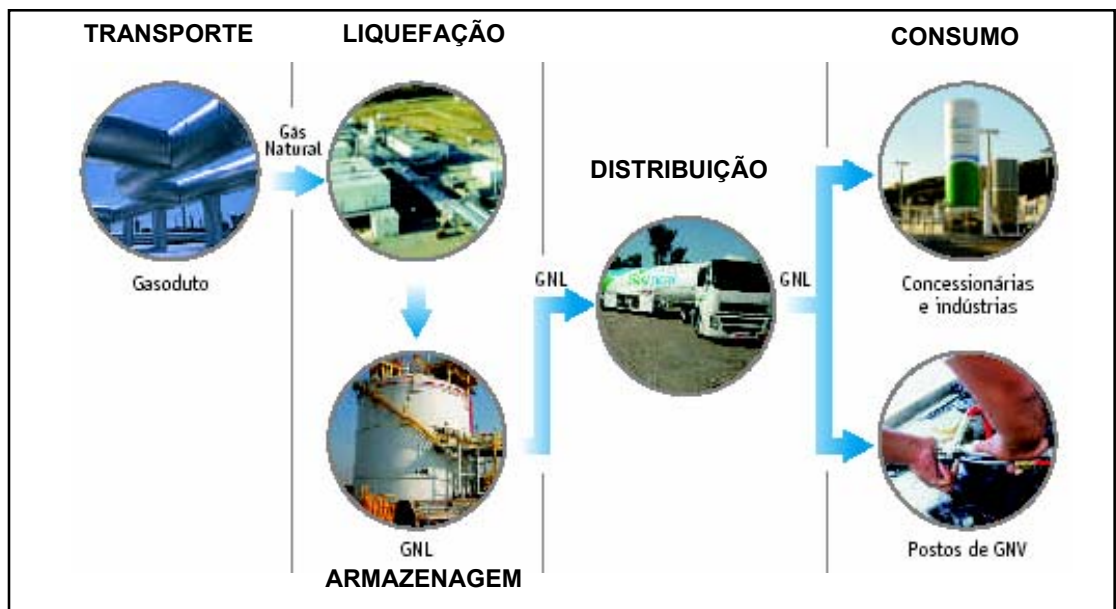 TRANSPORTE
LIQUEFAÇÃO
CONSUMO
Gás
Natural
DISTRIBUIÇÃO
Gasoduto
GNL
GNL
Concessionárias
e indústrias
GNL
ARMAZENAGEM
Postos de GNV